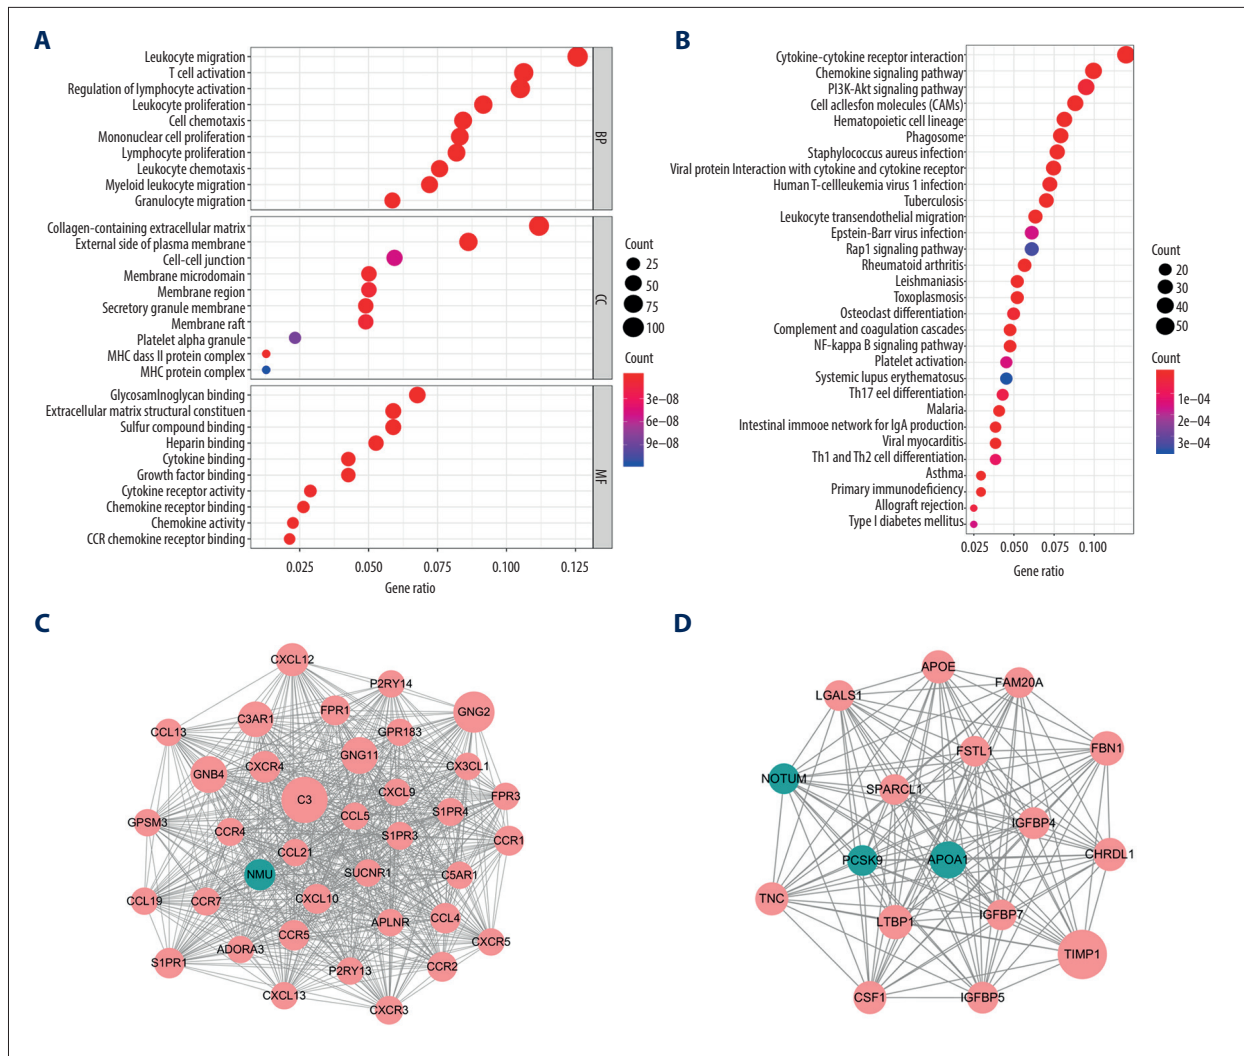 A
Leukocyte migration
T cell activation
Regulation of lymphocyte activation
Leukocyte proliferation
Cell chemotaxis
Mononuclear cell proliferation
Lymphocyte proliferation
Leukocyte chemotaxis
Myeloid leukocyte migration
Granulocyte migration
BP
Collagen-containing extracellular matrix
External side of plasma membrane
Cell-cell junction
Membrane microdomain
Membrane region
Secretory granule membrane
Membrane raft
Platelet alpha granule
MHC dass II protein complex
MHC protein complex
CC
Glycosamlnoglycan binding
Extracellular matrix structural constituen
Sulfur compound binding
Heparin binding
Cytokine binding
Growth factor binding
Cytokine receptor activity
Chemokine receptor binding
Chemokine activity
CCR chemokine receptor binding
MF
0.025 0.050 0.075 0.100 0.125
Gene ratio
Count
25
50
75
100
Count
3e−08
6e−08
9e−08
B
Cytokine-cytokine receptor interaction
Chemokine signaling pathway
PI3K-Akt signaling pathway
Cell acllesfon molecules (CAMs)
Hematopoietic cell lineage
Phagosome
Staphylococcus aureus infection
Viral protein Interaction with cytokine and cytokine receptor
Human T-cellleukemia virus 1 infection
Tuberculosis
Leukocyte transendothelial migration
Epstein-Barr virus infection
Rap1 signaling pathway
Rheumatoid arthritis
Leishmaniasis
Toxoplasmosis
Osteoclast differentiation
Complement and coagulation cascades
NF-kappa B signaling pathway
Platelet activation
Systemic lupus erythematosus
Th17 eel differentiation
Malaria
Intestinal immooe network for IgA production
Viral myocarditis
Th1 and Th2 cell differentiation
Asthma
Primary immunodeficiency
Allograft rejection
Type I diabetes mellitus
0.025 0.050 0.075 0.100
Gene ratio
Count
20
30
40
50
Count
1e−04
2e−04
3e−04
C
CXCL12
P2RY14
C3AR1
FPR1
GNG2
CCL13
GPR183
GNG11
CXCR4
CX3CL1
GNB4
CXCL9
FPR3
C3
CCL5
S1PR4
GPSM3
CCR4
S1PR3
CCR1
CCL21
NMU
SUCNR1
C5AR1
CCL19
CCR7
CXCL10
APLNR
CCL4
CCR5
CXCR5
ADORA3
S1PR1
P2RY13
CCR2
CXCL13
CXCR3
D
APOE
LGALS1
FAM20A
FSTL1
FBN1
NOTUM
SPARCL1
IGFBP4
PCSK9
APOA1
CHRDL1
TNC
LTBP1
IGFBP7
TIMP1
CSF1
IGFBP5